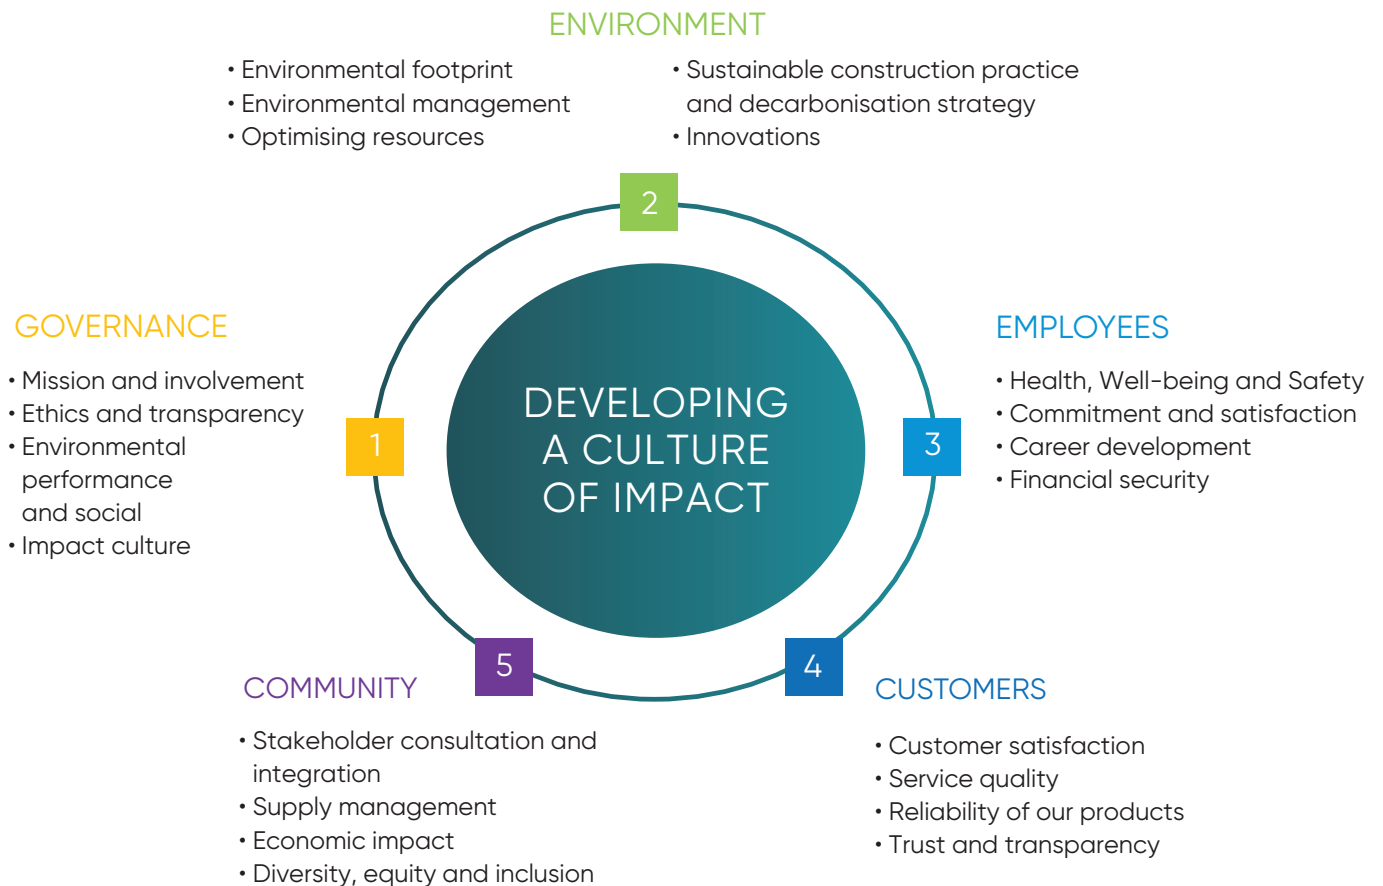 ENVIRONMENT
• Environmental footprint
• Environmental management
• Optimising resources
• Sustainable construction practice
and decarbonisation strategy
• Innovations
2
GOVERNANCE
• Mission and involvement
• Ethics and transparency
• Environmental
performance
and social
• Impact culture
1
DEVELOPING
A CULTURE
OF IMPACT
3
EMPLOYEES
• Health, Well-being and Safety
• Commitment and satisfaction
• Career development
• Financial security
5
COMMUNITY
• Stakeholder consultation and
integration
• Supply management
• Economic impact
• Diversity, equity and inclusion
4
CUSTOMERS
• Customer satisfaction
• Service quality
• Reliability of our products
• Trust and transparency